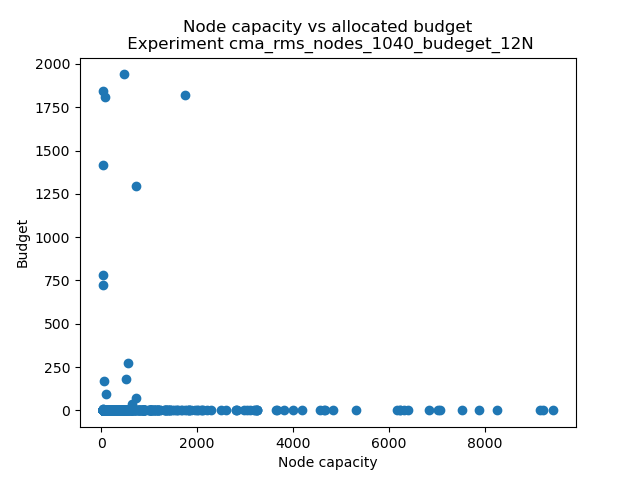 Node capacity vs allocated budget
Experiment cma_rms_nodes_1040_budeget_12N
2000
1750
1500
1250
1000
750
500
250
0
Budget
0 2000 4000 6000 8000
Node capacity